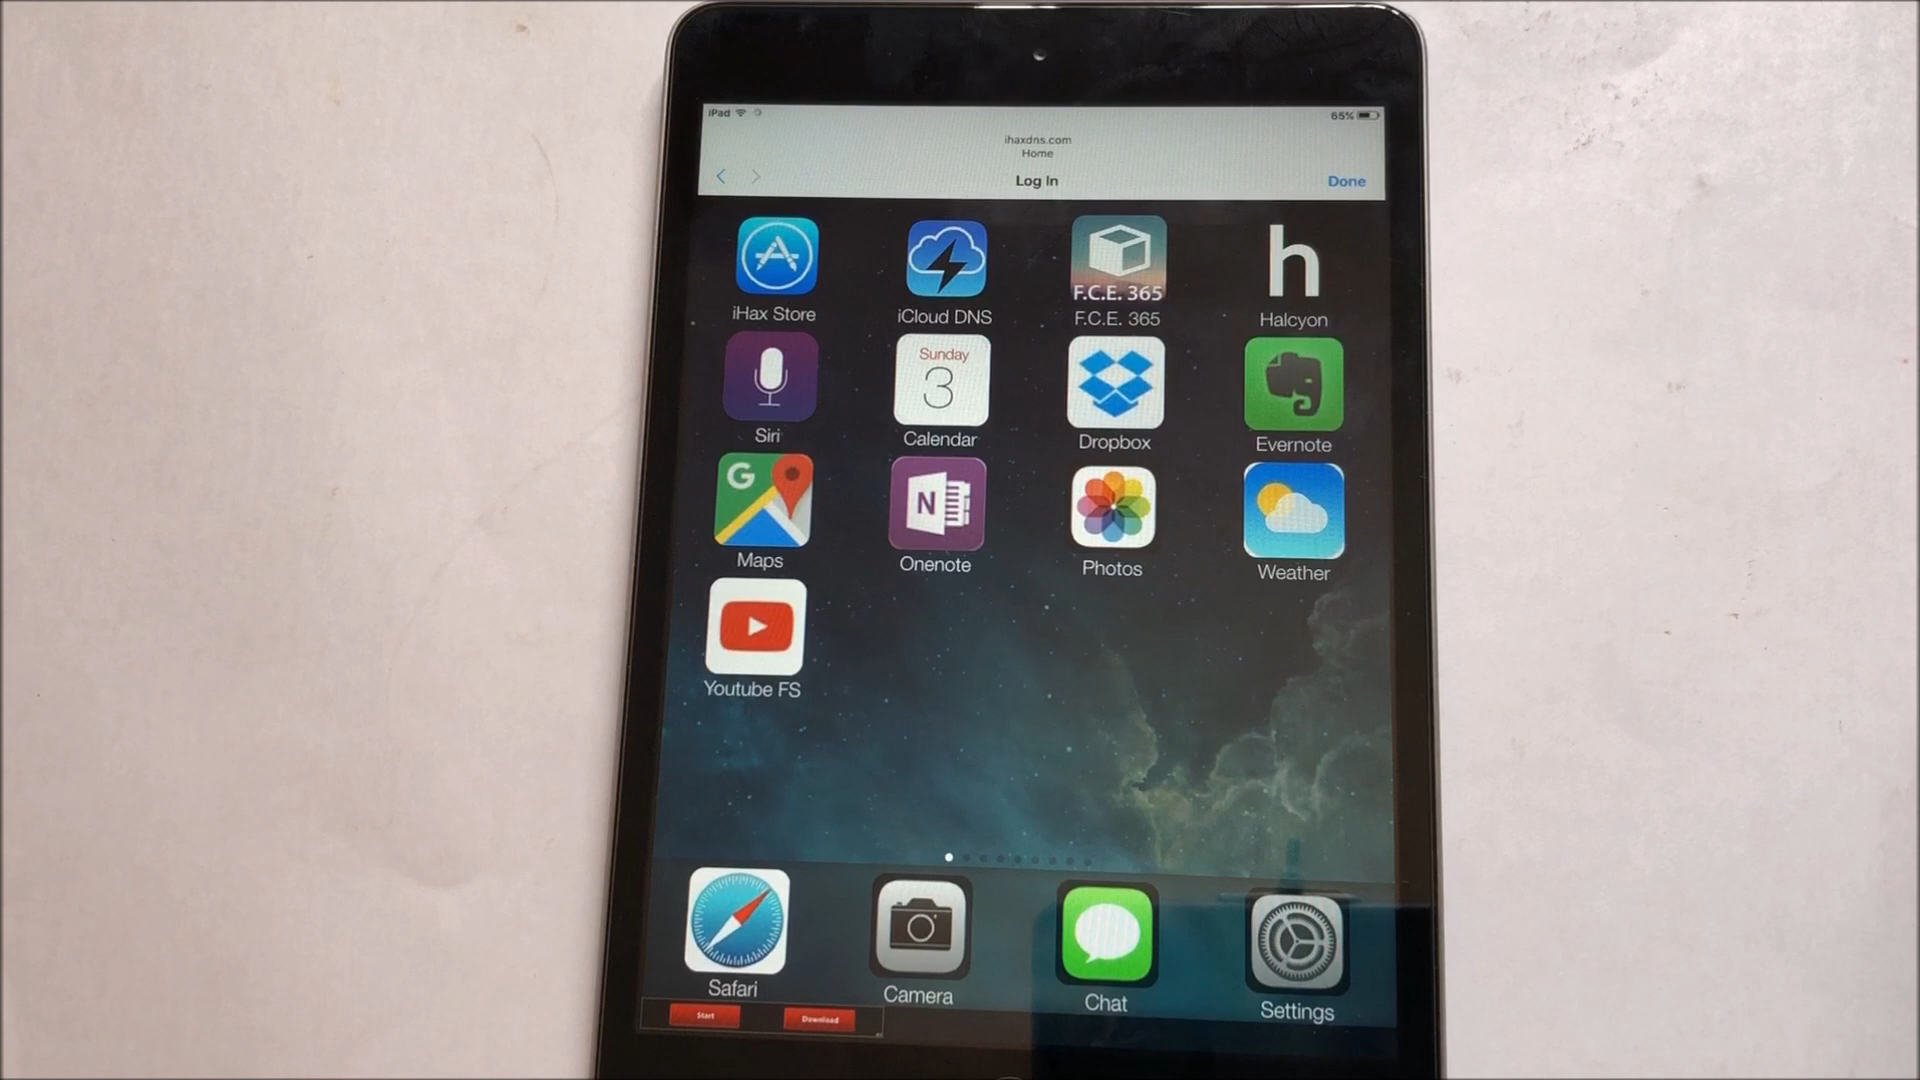 iPad 65%
ihaxdns.com
Home
Log In Done
F.C.E. 365
iHax Store iCloud DNS F.C.E. 365 Halcyon
h
Sunday
3
Siri Calendar Dropbox Evernote
G
N
Maps Onenote Photos Weather
Youtube FS
Safari Camera Chat Settings
Start Download